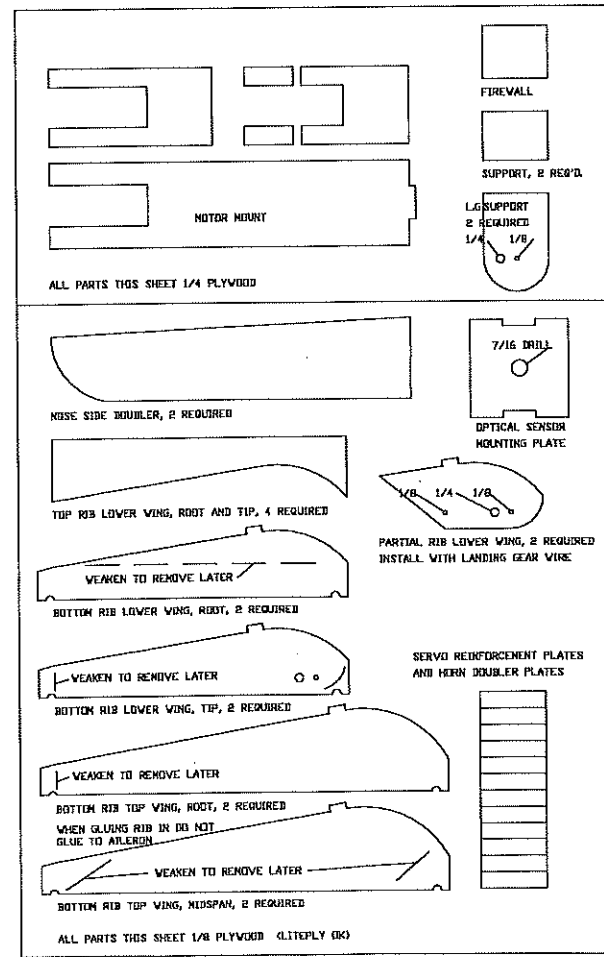 FIREWALL
SUPPORT, 2 REQ'D.
L.G SUPPORT
2 REQUIRED
1/4 1/8
MOTOR MOUNT
ALL PARTS THIS SHEET 1/4 PLYWOOD
7/16 DRILL
NOSE SIDE DOUBLER, 2 REQUIRED
OPTICAL SENSOR
MOUNTING PLATE
TOP RIB LOWER WING, ROOT AND TIP, 4 REQUIRED
1/8 1/4 1/8
PARTIAL RIB LOWER WING, 2 REQUIRED
INSTALL WITH LANDING GEAR WIRE
WEAKEN TO REMOVE LATER
BOTTOM RIB LOWER WING, ROOT, 2 REQUIRED
WEAKEN TO REMOVE LATER
BOTTOM RIB LOWER WING, TIP, 2 REQUIRED
SERVO REINFORCEMENT PLATES
AND HORN DOUBLER PLATES
WEAKEN TO REMOVE LATER
BOTTOM RIB TOP WING, ROOT, 2 REQUIRED
WHEN GLUING RIB IN DO NOT
GLUE TO AILERON
WEAKEN TO REMOVE LATER
BOTTOM RIB TOP WING, MIDSPAN, 2 REQUIRED
ALL PARTS THIS SHEET 1/8 PLYWOOD (LITEPLY OK)